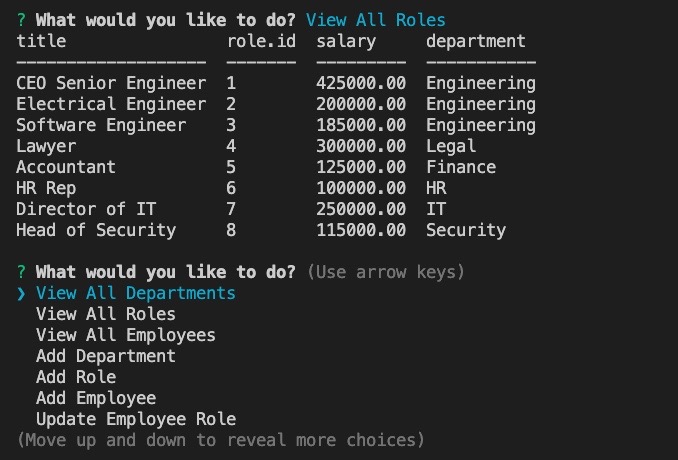 ? What would you like to do? View All Roles
title                role.id  salary     department
-------------------  -------  ---------  -----------
CEO Senior Engineer  1        425000.00  Engineering
Electrical Engineer  2        200000.00  Engineering
Software Engineer    3        185000.00  Engineering
Lawyer               4        300000.00  Legal
Accountant           5        125000.00  Finance
HR Rep               6        100000.00  HR
Director of IT       7        250000.00  IT
Head of Security     8        115000.00  Security
? What would you like to do? (Use arrow keys)
❯ View All Departments
  View All Roles
  View All Employees
  Add Department
  Add Role
  Add Employee
  Update Employee Role
(Move up and down to reveal more choices)